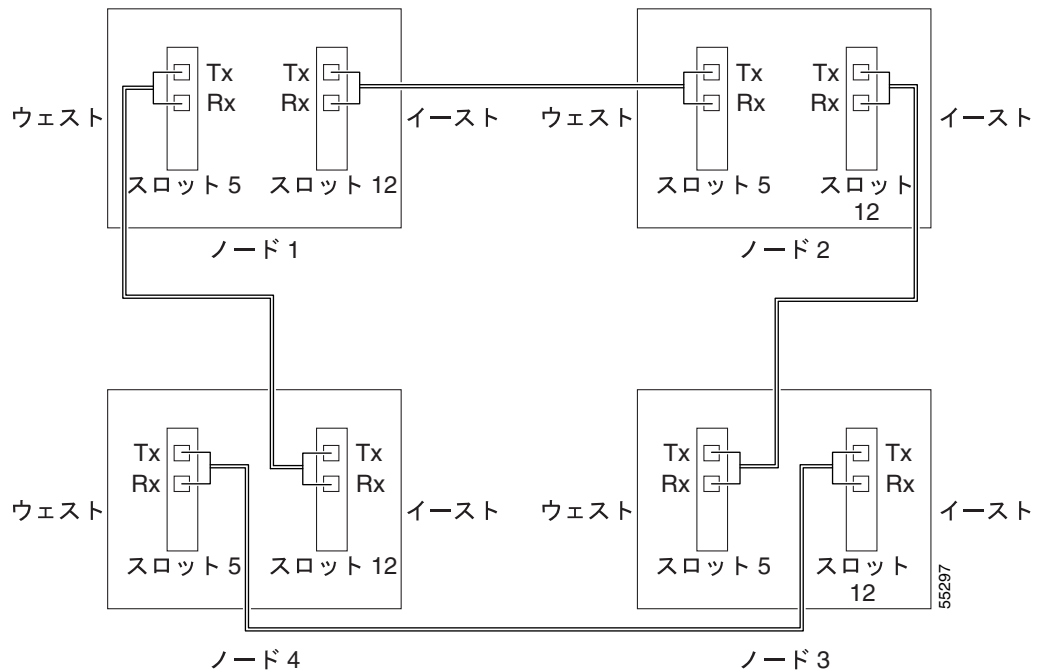 Tx Tx Tx Tx
Rx Rx Rx Rx
ウェスト イースト ウェスト イースト
スロット 5 スロット 12 スロット 5 スロット
12
ノード 1 ノード 2
Tx Tx Tx Tx
Rx Rx Rx Rx
ウェスト イースト ウェスト イースト
スロット 5 スロット 12 スロット 5 スロット
12
55297
ノード 4 ノード 3